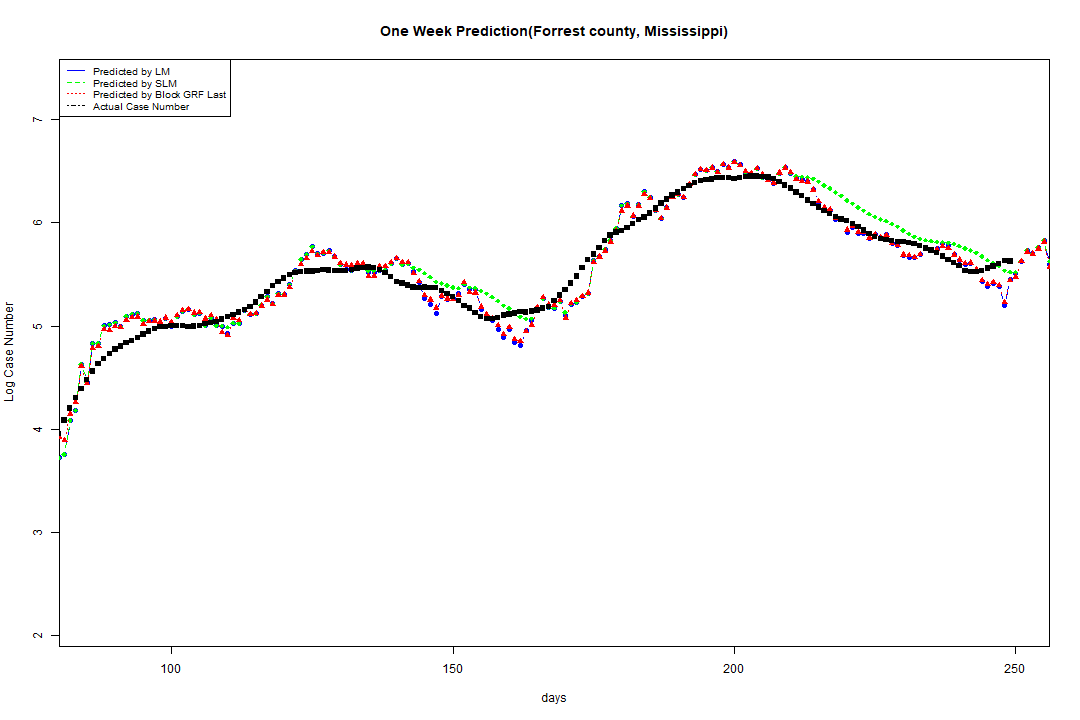 One Week Prediction(Forrest county, Mississippi)
Predicted by LM
Predicted by SLM
Predicted by Block GRF Last
Actual Case Number
7
6
5
4
3
2
Log Case Number
100 150 200 250
days